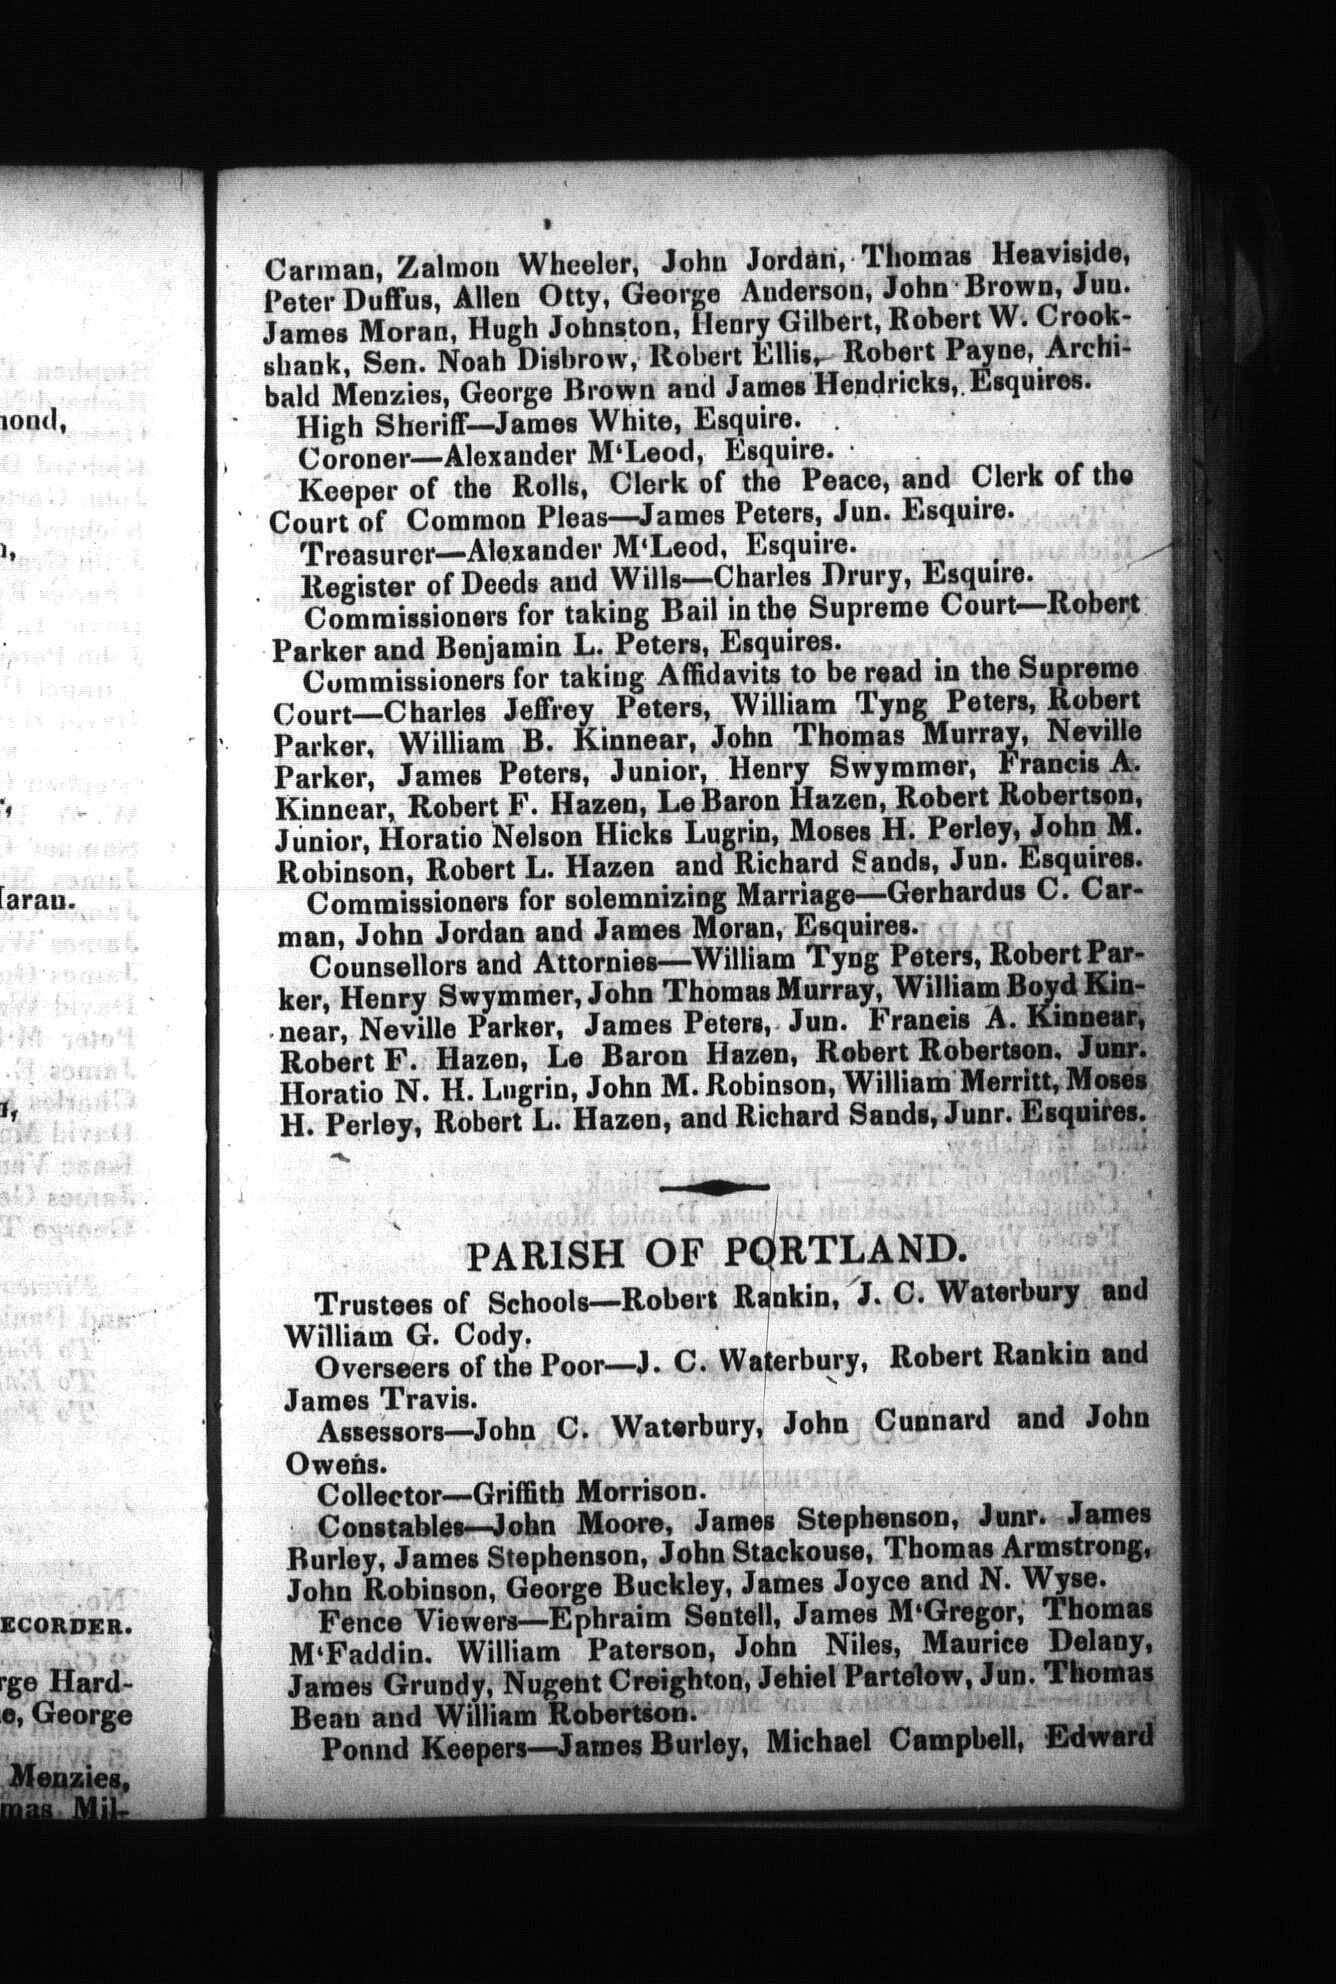 Carman, Zalmon Wheeler, John Jordan, Thomas Heaviside,
Peter Duffus, Allen Otty, George Anderson, John Brown, Jun.
James Moran, Hugh Johnston, Henry Gilbert, Robert W. Crook-
shank, Sen. Noah Disbrow, Robert Ellis, Robert Payne, Archi-
bald Menzies, George Brown and James Hendricks, Esquires.
High Sheriff—James White, Esquire.
Coroner—Alexander M'Leod, Esquire.
Keeper of the Rolls, Clerk of the Peace, and Clerk of the
Court of Common Pleas—James Peters, Jun. Esquire.
Treasurer—Alexander M'Leod, Esquire.
Register of Deeds and Wills—Charles Drury, Esquire.
Commissioners for taking Bail in the Supreme Court—Robert
Parker and Benjamin L. Peters, Esquires.
Commissioners for taking Affidavits to be read in the Supreme
Court—Charles Jeffrey Peters, William Tyng Peters, Robert
Parker, William B. Kinnear, John Thomas Murray, Neville
Parker, James Peters, Junior, Henry Swymmer, Francis A.
Kinnear, Robert F. Hazen, Le Baron Hazen, Robert Robertson,
Junior, Horatio Nelson Hicks Lugrin, Moses H. Perley, John M.
Robinson, Robert L. Hazen and Richard Sands, Jun. Esquires.
Commissioners for solemnizing Marriage—Gerhardus C. Car-
man, John Jordan and James Moran, Esquires.
Counsellors and Attornies—William Tyng Peters, Robert Par-
ker, Henry Swymmer, John Thomas Murray, William Boyd Kin-
near, Neville Parker, James Peters, Jun. Francis A. Kinnear,
Robert F. Hazen, Le Baron Hazen, Robert Robertson, Junr.
Horatio N. H. Lugrin, John M. Robinson, William Merritt, Moses
H. Perley, Robert L. Hazen, and Richard Sands, Junr. Esquires.
PARISH OF PORTLAND.
Trustees of Schools—Robert Rankin, J. C. Waterbury and
William G. Cody.
Overseers of the Poor—J. C. Waterbury, Robert Rankin and
James Travis.
Assessors—John C. Waterbury, John Cunnard and John
Owens.
Collector—Griffith Morrison.
Constables—John Moore, James Stephenson, Junr. James
Burley, James Stephenson, John Stackouse, Thomas Armstrong,
John Robinson, George Buckley, James Joyce and N. Wyse.
Fence Viewers—Ephraim Sentell, James M'Gregor, Thomas
M'Faddin. William Paterson, John Niles, Maurice Delany,
James Grundy, Nugent Creighton, Jehiel Partelow, Jun. Thomas
Bean and William Robertson.
Ponnd Keepers—James Burley, Michael Campbell, Edward